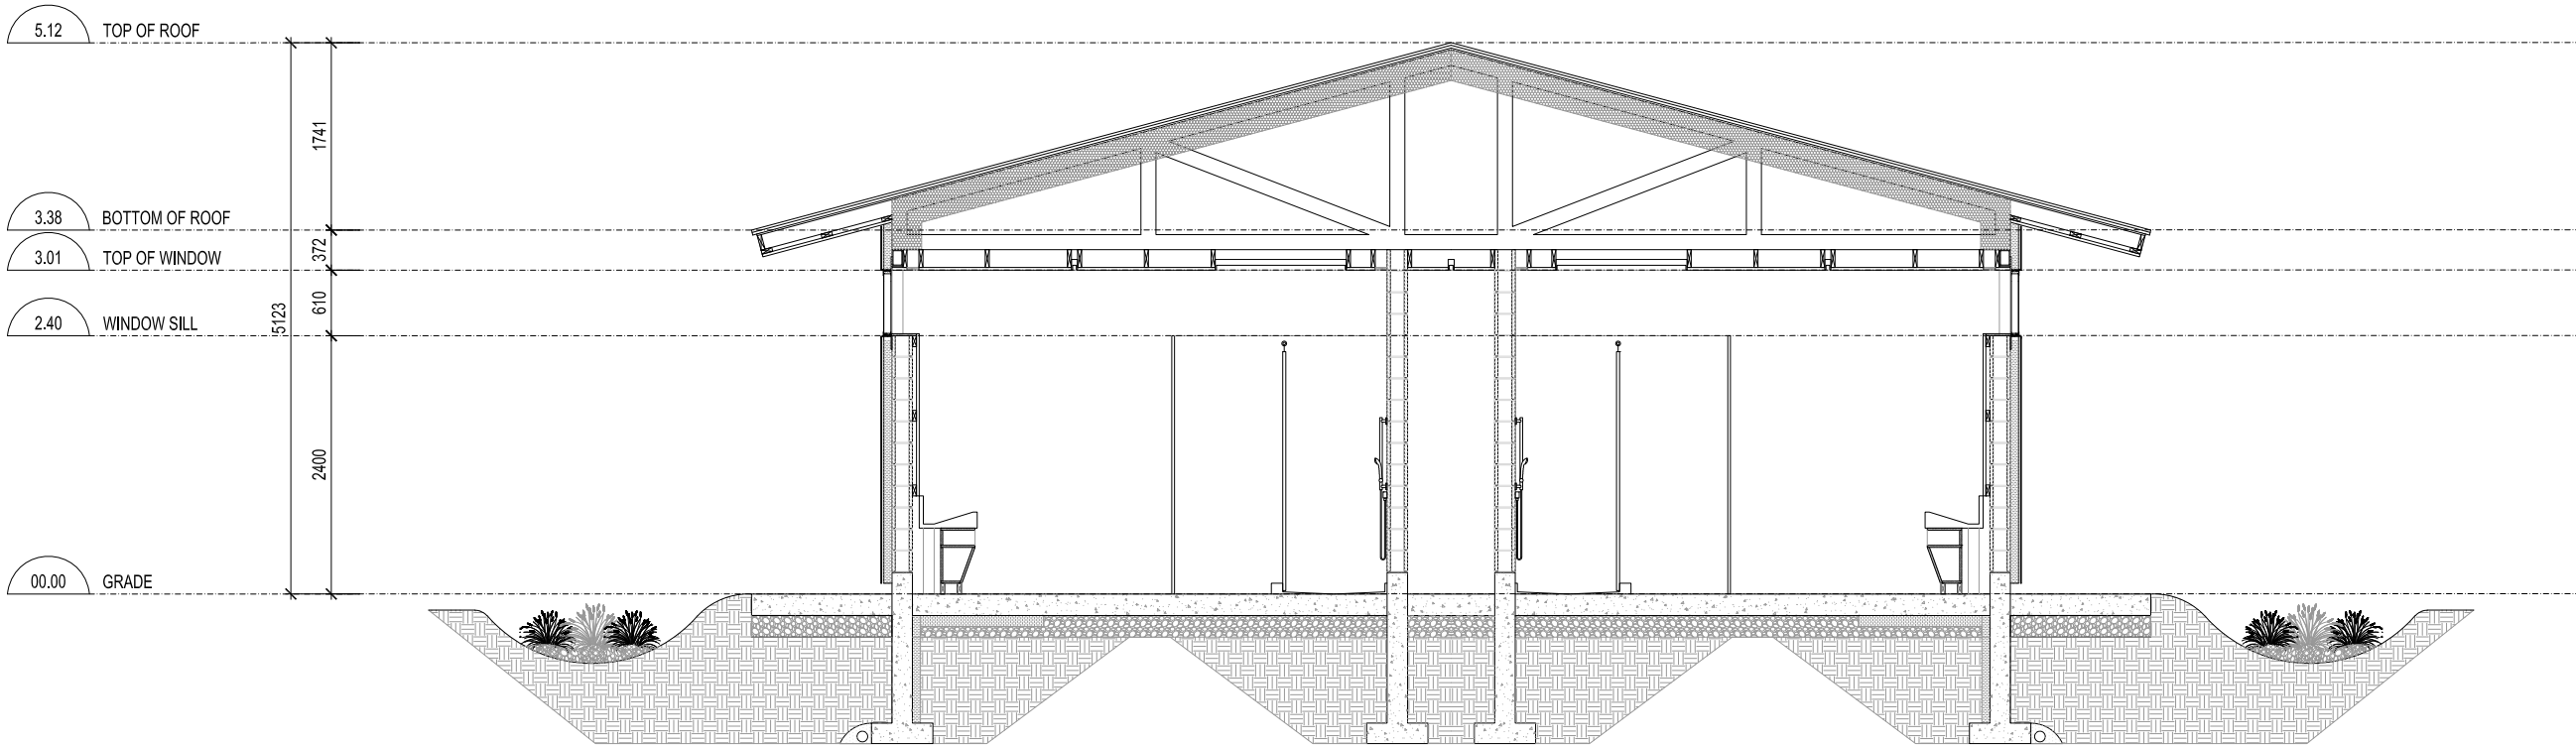 5.12 TOP OF ROOF
1741
3.38 BOTTOM OF ROOF
372
3.01 TOP OF WINDOW
610
5123
2.40 WINDOW SILL
2400
00.00 GRADE